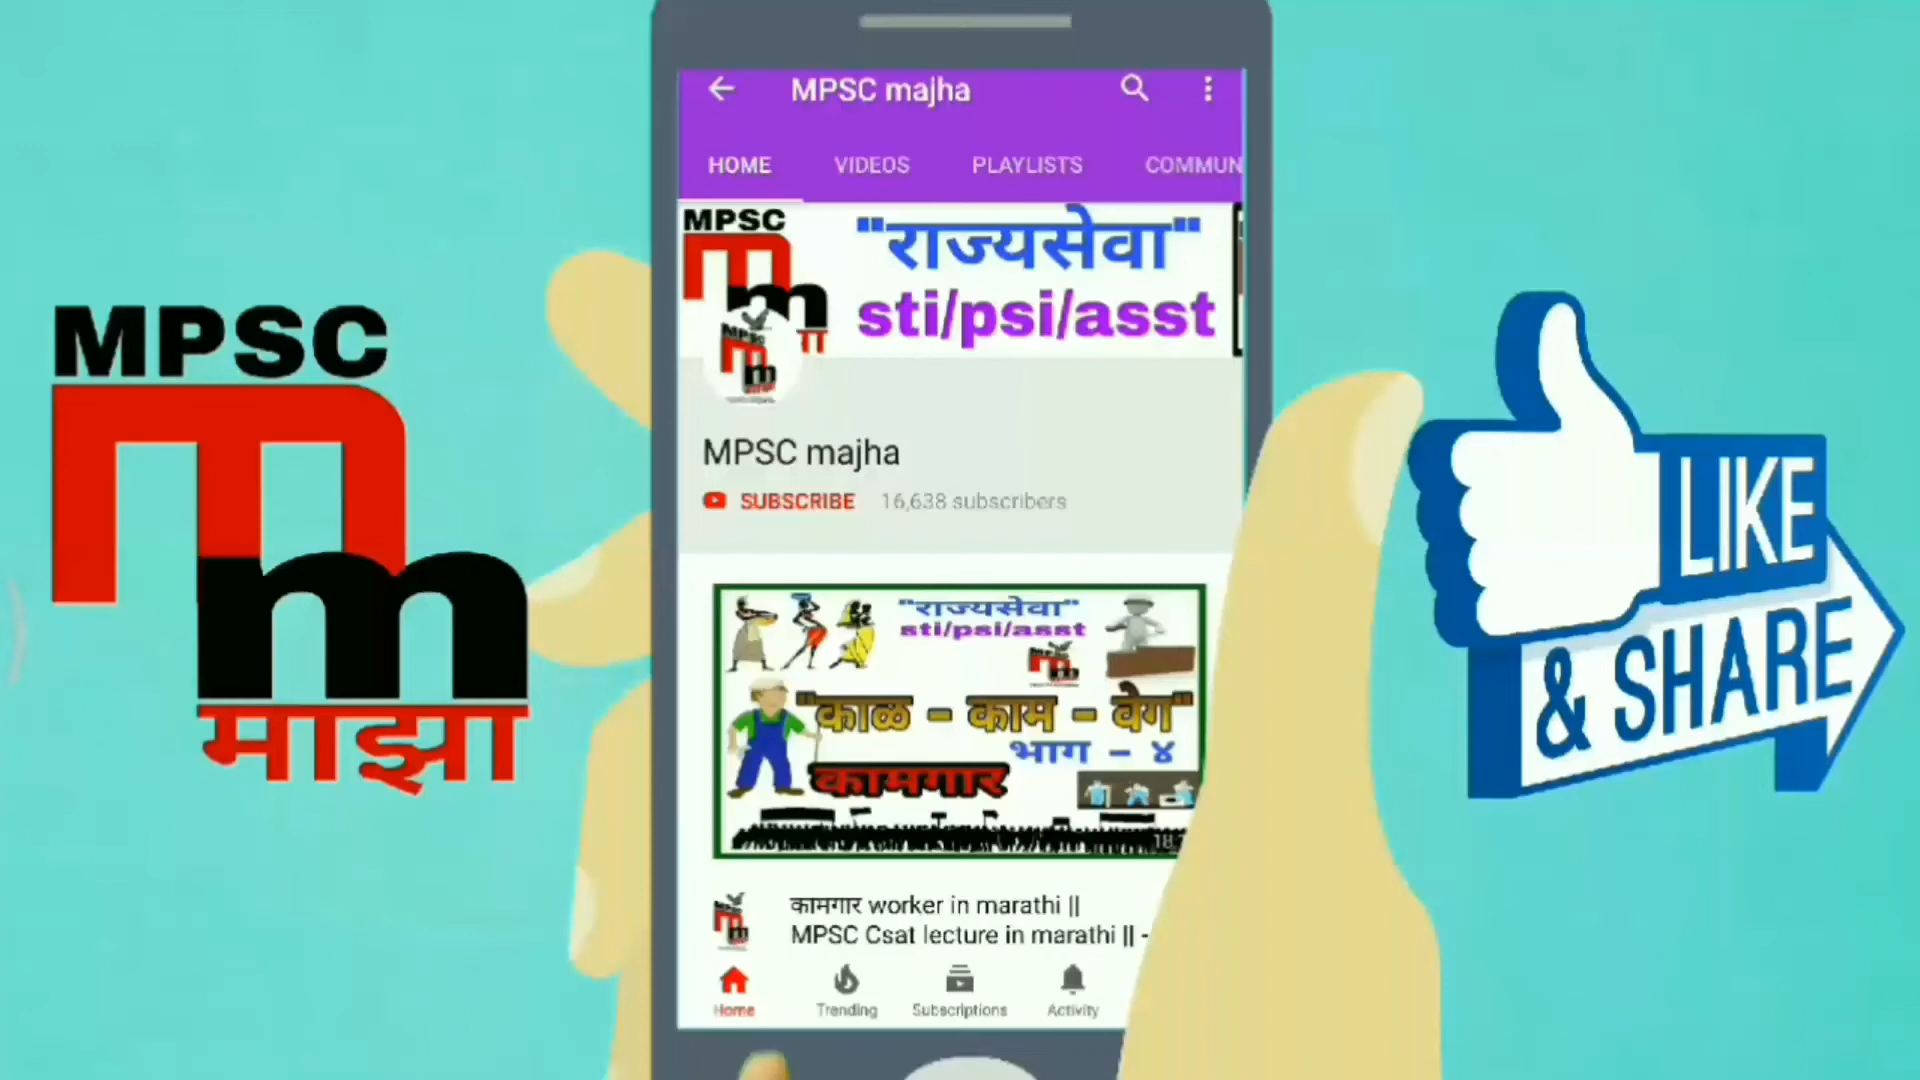 MPSC majha
HOME VIDEOS PLAYLISTS COMMUN
MPSC
"राज्यसेवा"
sti/psi/asst
MPSC majha
SUBSCRIBE 16,638 subscribers
"राज्यसेवा"
sti/psi/asst
"काळ - काम - वेग"
भाग - ४
कामगार
कामगार worker in marathi ||
MPSC Csat lecture in marathi || -
Home Trending Subscriptions Activity
MPSC
mm
माझा
LIKE
& SHARE